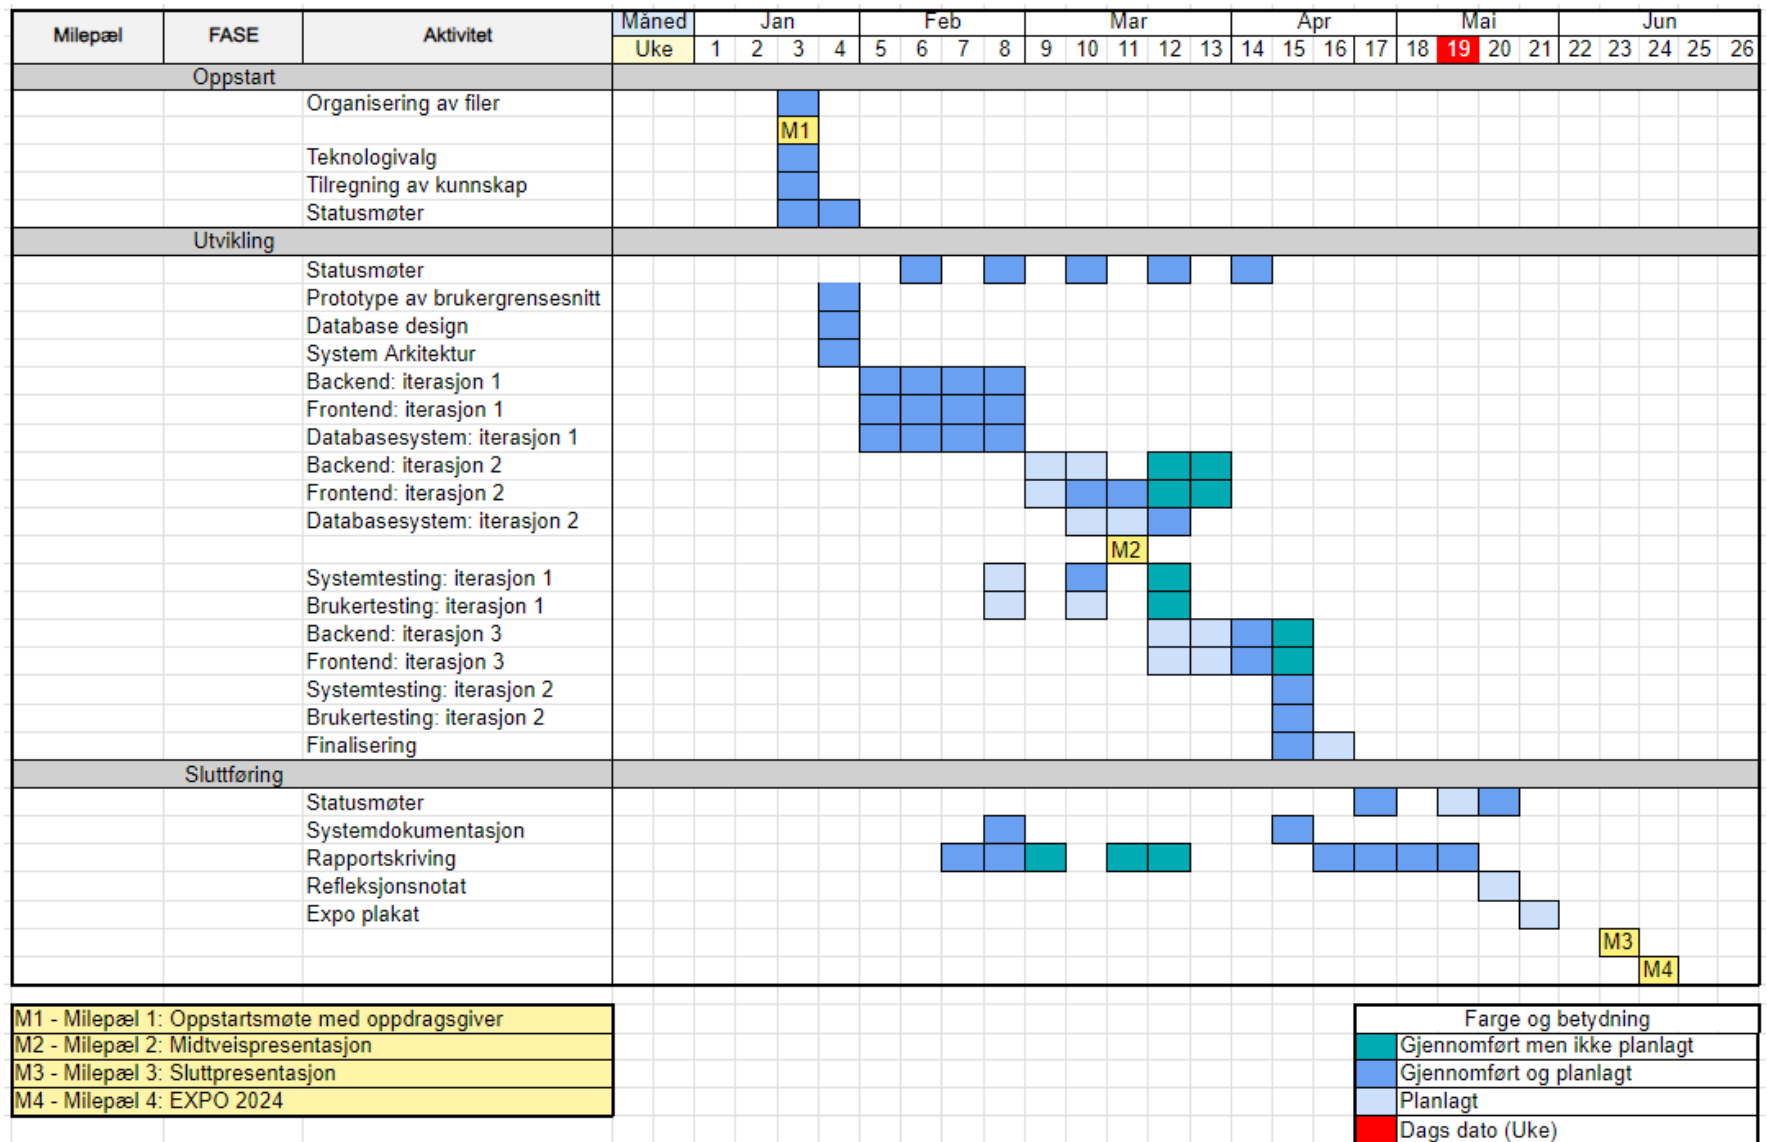 Milepæl FASE Aktivitet Måned Jan Feb Mar Apr Mai Jun
Uke 1 2 3 4 5 6 7 8 9 10 11 12 13 14 15 16 17 18 19 20 21 22 23 24 25 26
Oppstart
Organisering av filer
M1
Teknologivalg
Tilregning av kunnskap
Statusmøter
Utvikling
Statusmøter
Prototype av brukergrensesnitt
Database design
System Arkitektur
Backend: iterasjon 1
Frontend: iterasjon 1
Databasesystem: iterasjon 1
Backend: iterasjon 2
Frontend: iterasjon 2
Databasesystem: iterasjon 2
M2
Systemtesting: iterasjon 1
Brukertesting: iterasjon 1
Backend: iterasjon 3
Frontend: iterasjon 3
Systemtesting: iterasjon 2
Brukertesting: iterasjon 2
Finalisering
Sluttføring
Statusmøter
Systemdokumentasjon
Rapportskriving
Refleksjonsnotat
Expo plakat
M3
M4
M1 - Milepæl 1: Oppstartsmøte med oppdragsgiver
M2 - Milepæl 2: Midtveispresentasjon
M3 - Milepæl 3: Sluttpresentasjon
M4 - Milepæl 4: EXPO 2024
Farge og betydning
Gjennomført men ikke planlagt
Gjennomført og planlagt
Planlagt
Dags dato (Uke)